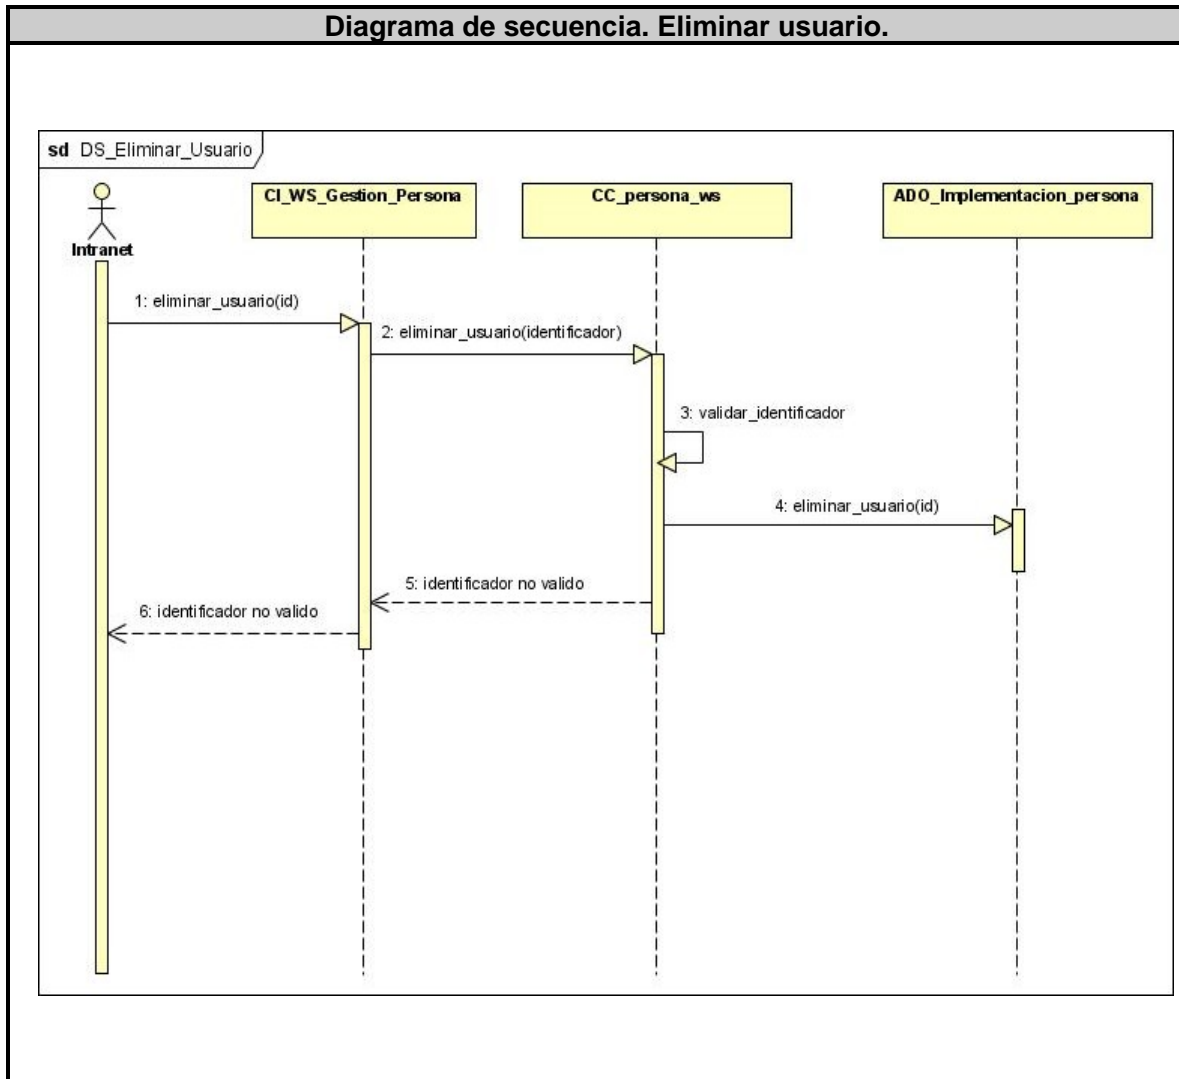 Diagrama de secuencia. Eliminar usuario.
sd DS_Eliminar_Usuario
CI_WS_Gestion_Persona
CC_persona_ws
ADO_Implementacion_persona
Intranet
1: eliminar_usuario(id)
2: eliminar_usuario(identificador)
3: validar_identificador
4: eliminar_usuario(id)
5: identificador no valido
6: identificador no valido